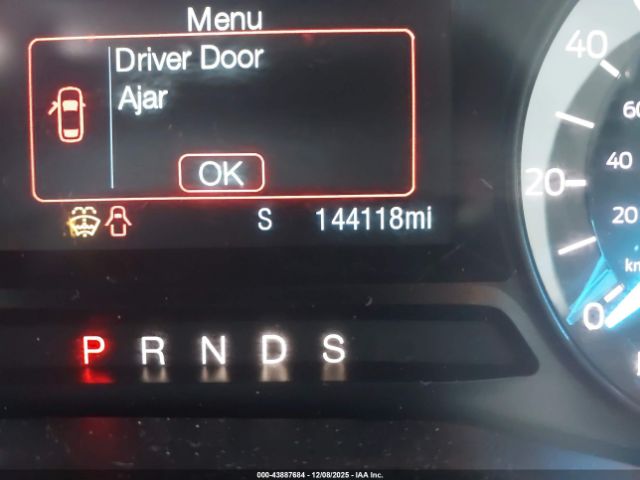 Menu
Driver Door
Ajar
OK
S 144118mi
P R N D S
40
20
0
60
40
20
km
000-43887684 - 12/08/2025 - IAA Inc.